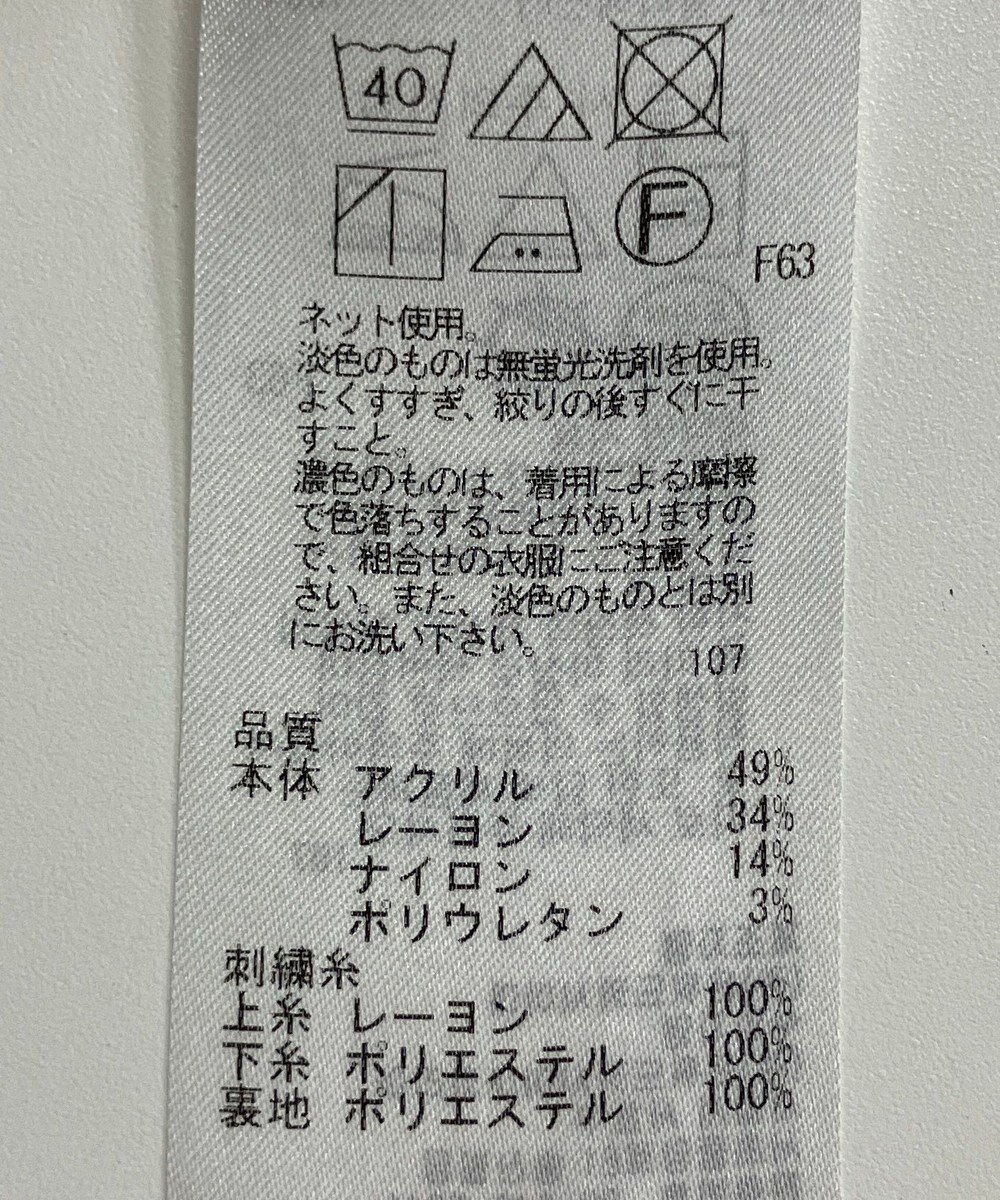 40
F
F63
ネット使用。
淡色のものは無蛍光洗剤を使用。
よくすすぎ、絞りの後すぐに干
すこと。
濃色のものは、着用による摩擦
で色落ちすることがありますの
で、組合せの衣服にご注意くだ
さい。また、淡色のものとは別
にお洗い下さい。
107
品質
本体 アクリル 49%
レーヨン 34%
ナイロン 14%
ポリウレタン 3%
刺繍糸
上糸 レーヨン 100%
下糸 ポリエステル 100%
裏地 ポリエステル 100%